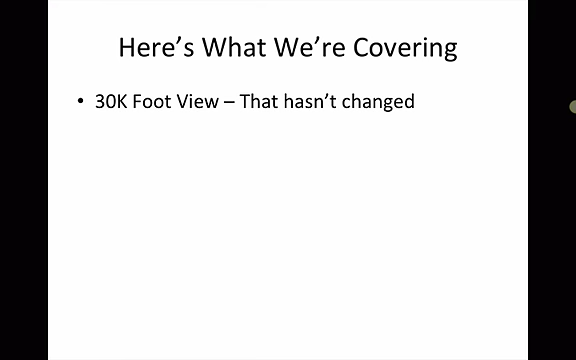 Here’s What We’re Covering
• 30K Foot View – That hasn’t changed